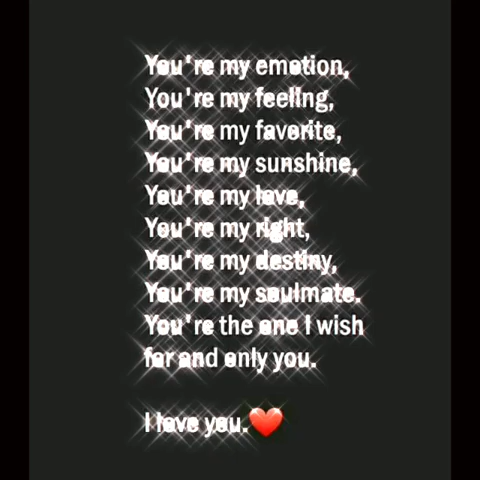 You're my emotion,
You're my feeling,
You're my favorite,
You're my sunshine,
You're my love,
You're my right,
You're my destiny,
You're my soulmate.
You're the one I wish
for and only you.
I love you.❤️